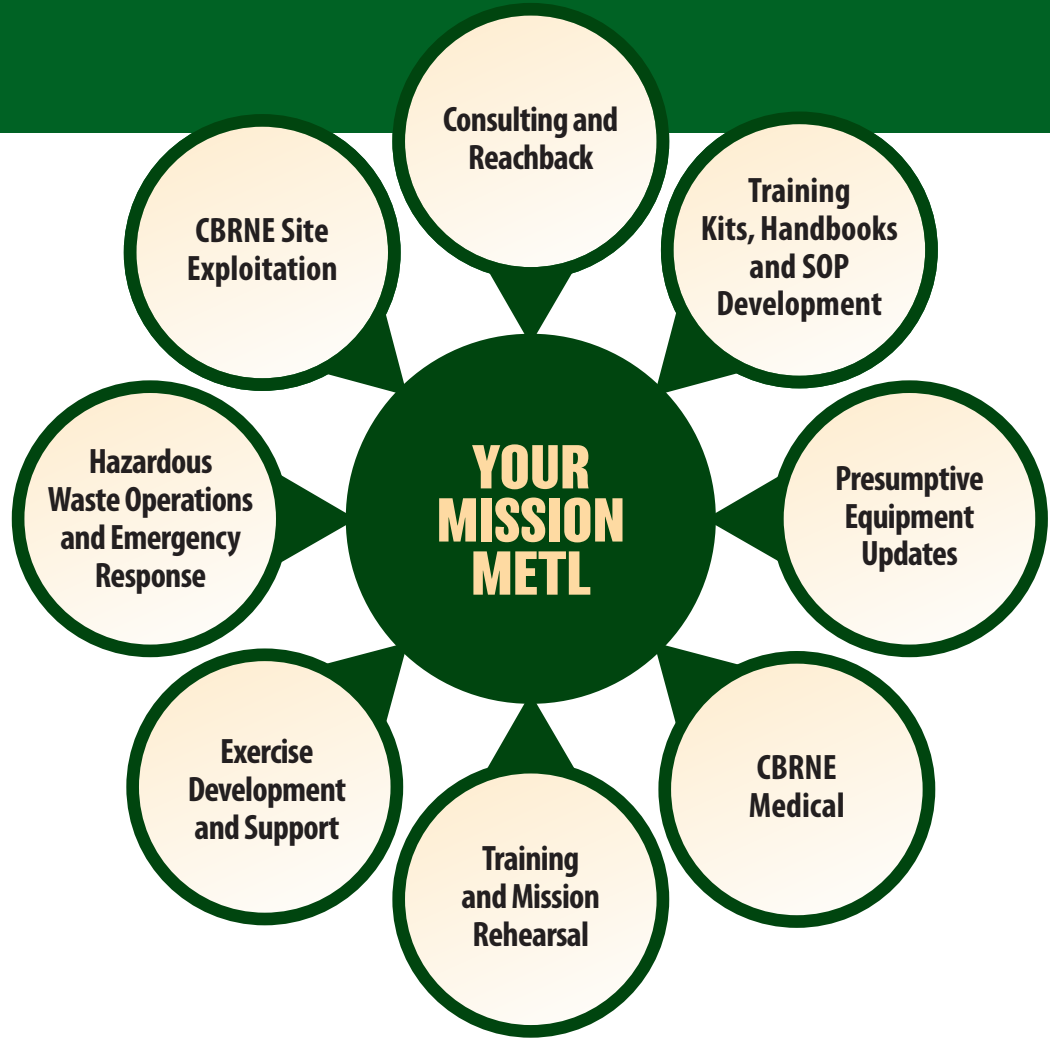 Consulting and
Reachback
Training
Kits, Handbooks
and SOP
Development
CBRNE Site
Exploitation
YOUR
MISSION
METL
Hazardous
Waste Operations
and Emergency
Response
Presumptive
Equipment
Updates
Exercise
Development
and Support
CBRNE
Medical
Training
and Mission
Rehearsal